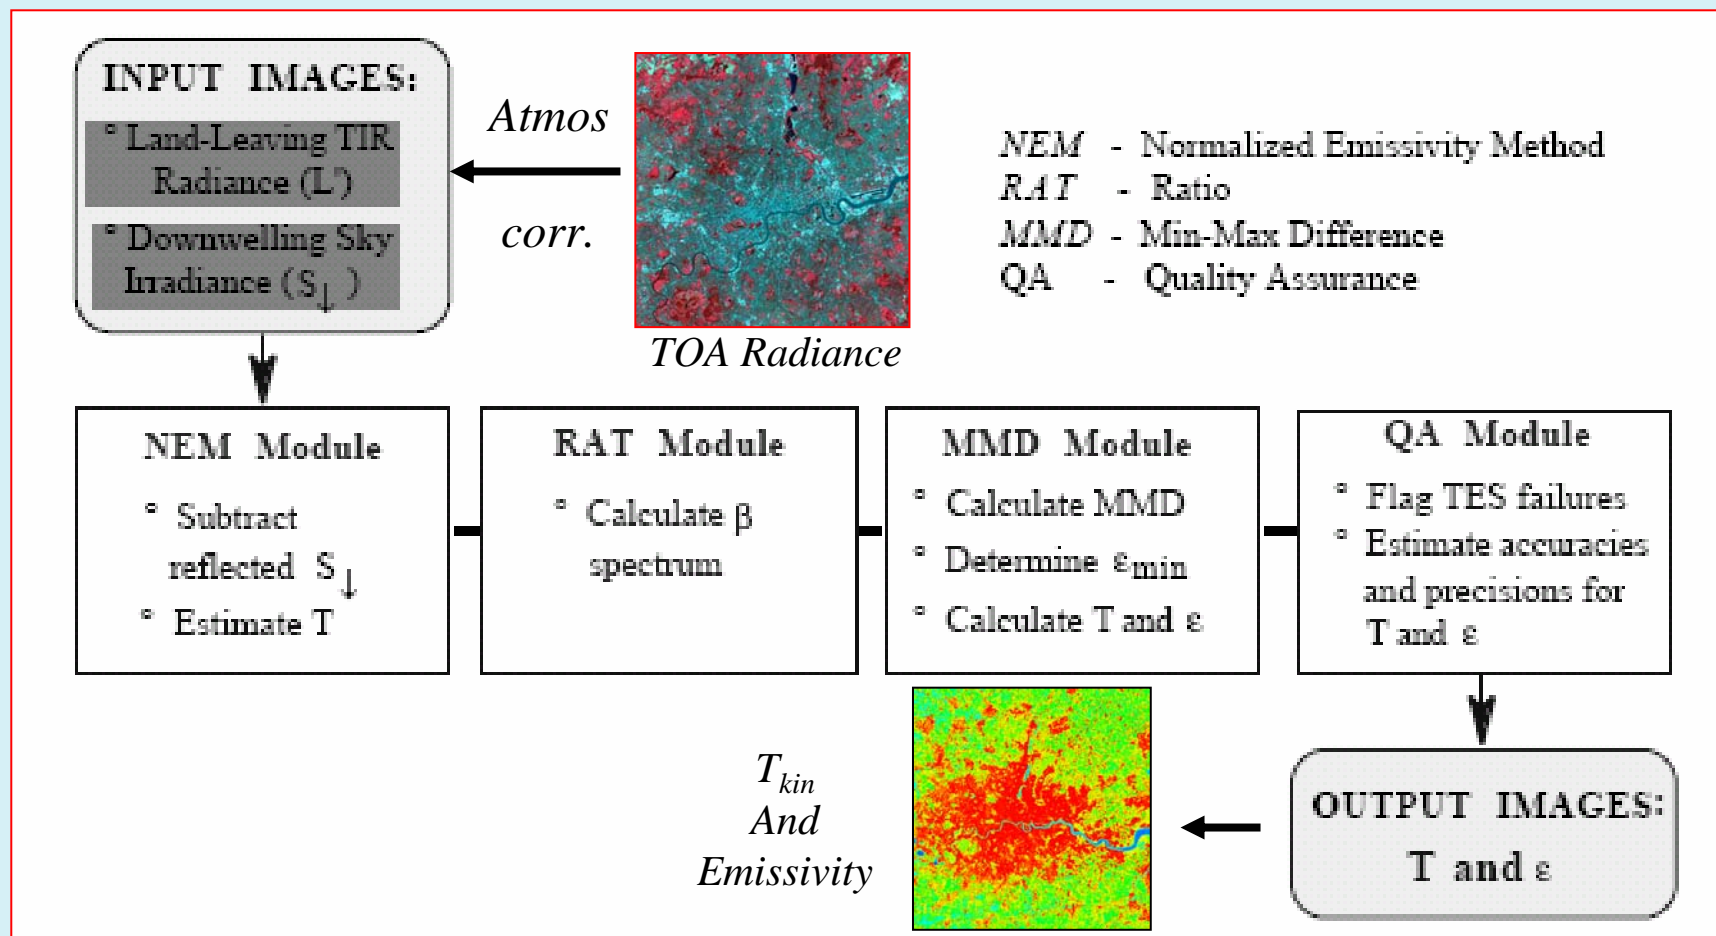 INPUT IMAGES:
° Land-Leaving TIR
Radiance (L')
° Downwelling Sky
Irradiance (S↓)
Atmos
corr.
TOA Radiance
NEM - Normalized Emissivity Method
RAT - Ratio
MMD - Min-Max Difference
QA - Quality Assurance
NEM Module
° Subtract
reflected S↓
° Estimate T
RAT Module
° Calculate β
spectrum
MMD Module
° Calculate MMD
° Determine εmin
° Calculate T and ε
QA Module
° Flag TES failures
° Estimate accuracies
and precisions for
T and ε
Tkin
And
Emissivity
OUTPUT IMAGES:
T and ε